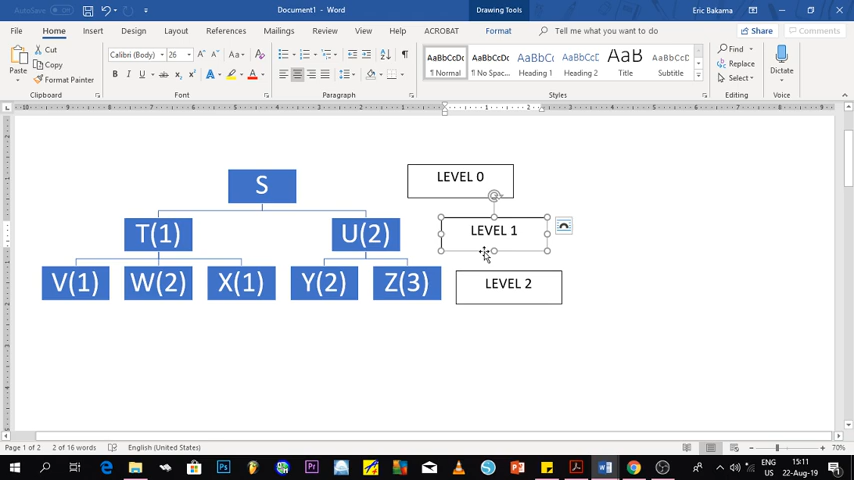 AutoSave Off Document1 - Word Drawing Tools Eric Bakama
File Home Insert Draw Design Layout References Mailings Review View Help ACROBAT Format Tell me what you want to do Share Comments
Paste Cut Copy Format Painter
Clipboard
Calibri (Body) 26
Font
Paragraph
AaBbCcDc AaBbCcDc AaBbCc AaBbCcD AaB AaBbCcD
¶ Normal ¶ No Spac... Heading 1 Heading 2 Title Subtitle
Styles
Find
Replace
Select
Editing
Dictate
Voice
S
LEVEL 0
T(1) U(2)
LEVEL 1
V(1) W(2) X(1) Y(2) Z(3)
LEVEL 2
Page 1 of 2 2 of 16 words English (United States) 70%
ENG 15:11
US 22-Aug-19